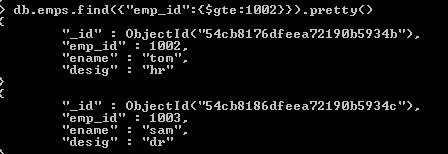 > db.emps.find({"emp_id":{$gte:1002}}).pretty()
{
"_id" : ObjectId("54cb8176dfeea72190b5934b"),
"emp_id" : 1002,
"ename" : "tom",
"desig" : "hr"
}
{
"_id" : ObjectId("54cb8186dfeea72190b5934c"),
"emp_id" : 1003,
"ename" : "sam",
"desig" : "dr"